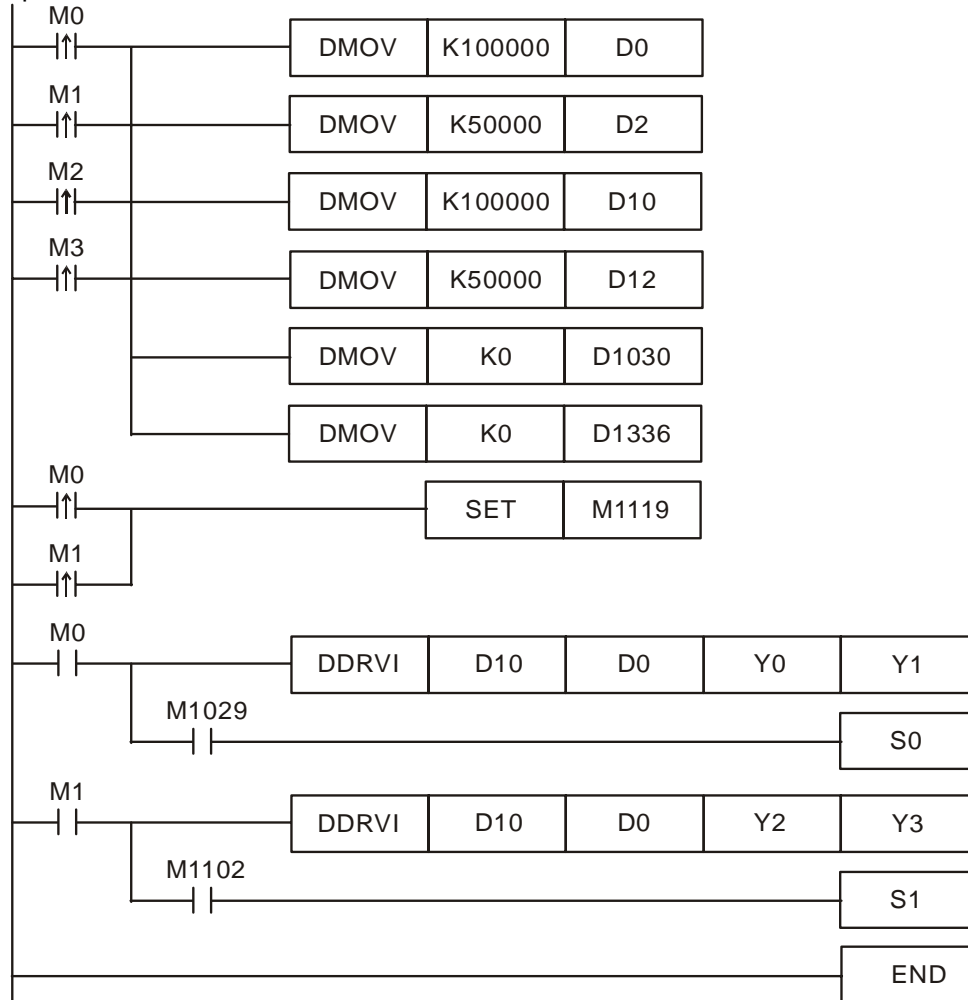 M0
DMOV K100000 D0
M1
DMOV K50000 D2
M2
DMOV K100000 D10
M3
DMOV K50000 D12
DMOV K0 D1030
DMOV K0 D1336
M0
SET M1119
M1
M0
DDRVI D10 D0 Y0 Y1
M1029
S0
M1
DDRVI D10 D0 Y2 Y3
M1102
S1
END